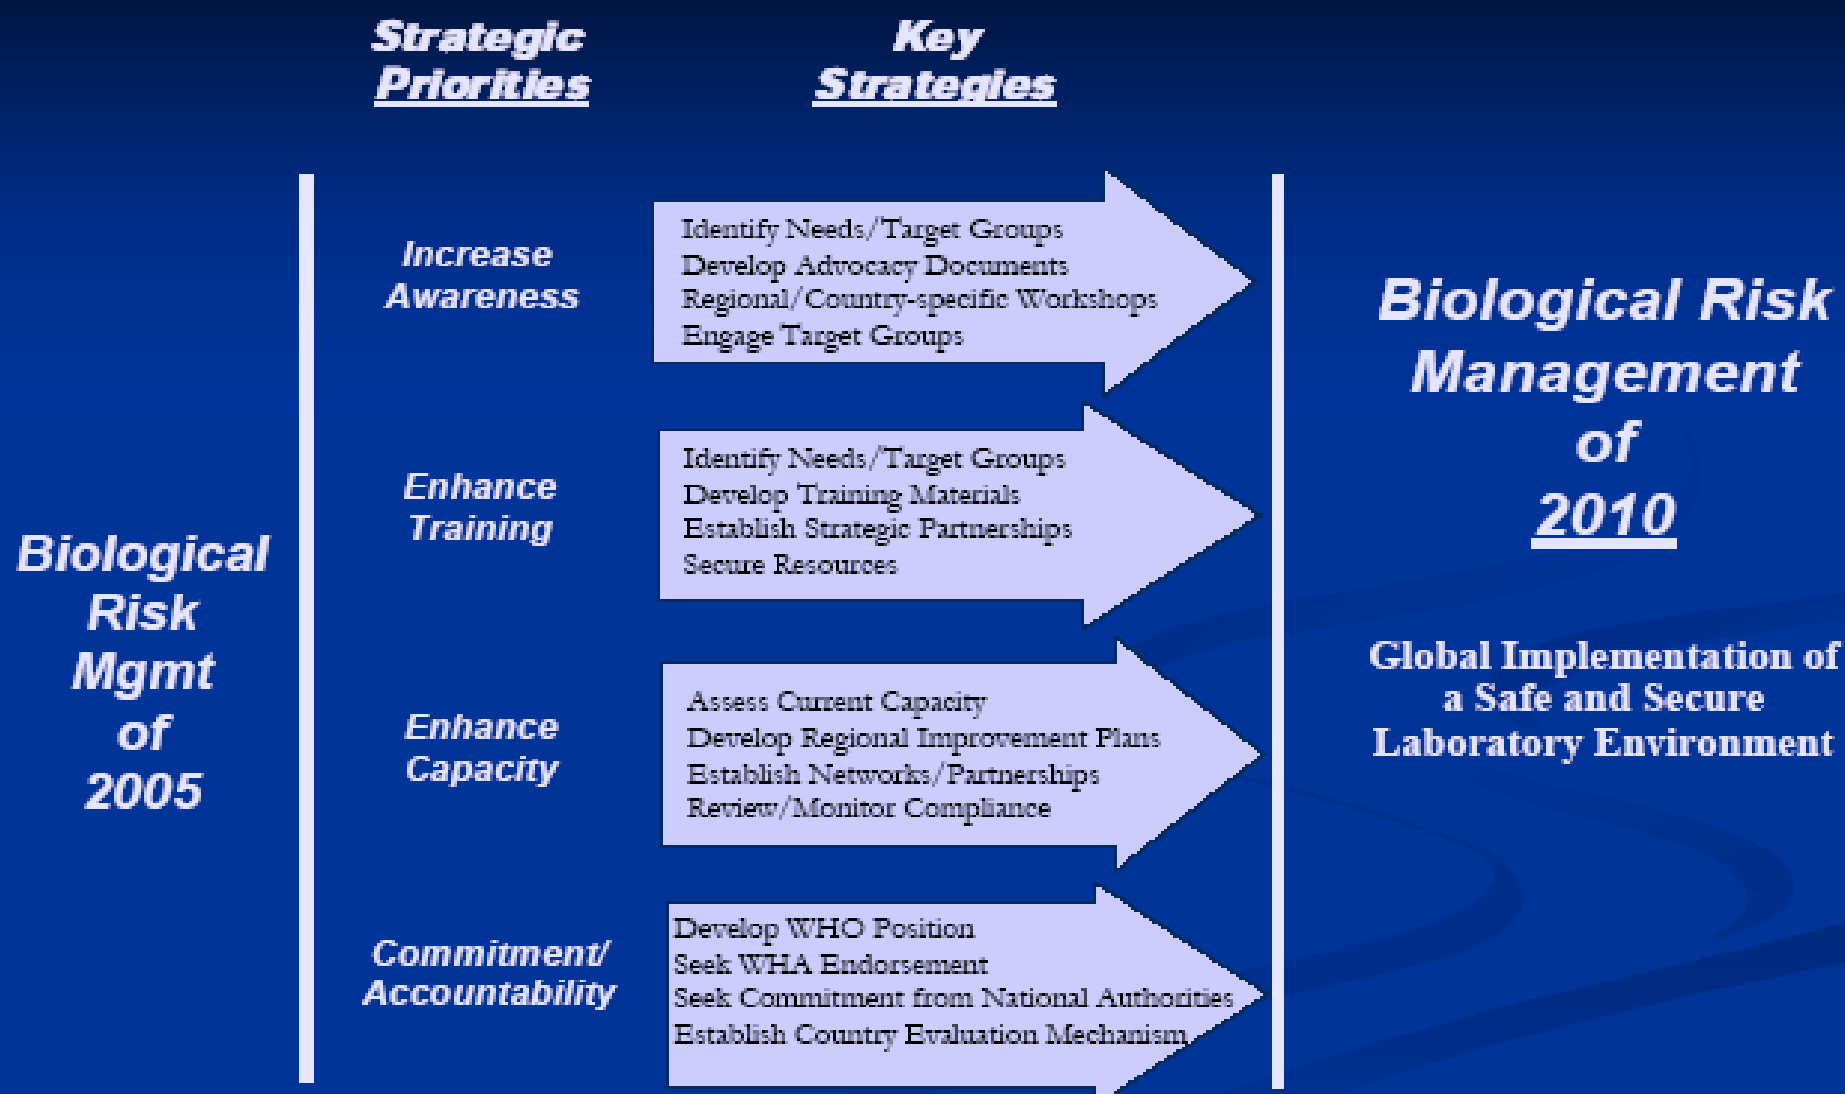 Strategic
Priorities
Key
Strategies
Biological
Risk
Mgmt
of
2005
Increase
Awareness
Identify Needs/Target Groups
Develop Advocacy Documents
Regional/Country-specific Workshops
Engage Target Groups
Enhance
Training
Identify Needs/Target Groups
Develop Training Materials
Establish Strategic Partnerships
Secure Resources
Enhance
Capacity
Assess Current Capacity
Develop Regional Improvement Plans
Establish Networks/Partnerships
Review/Monitor Compliance
Commitment/
Accountability
Develop WHO Position
Seek WHA Endorsement
Seek Commitment from National Authorities
Establish Country Evaluation Mechanism
Biological Risk
Management
of
2010
Global Implementation of
a Safe and Secure
Laboratory Environment